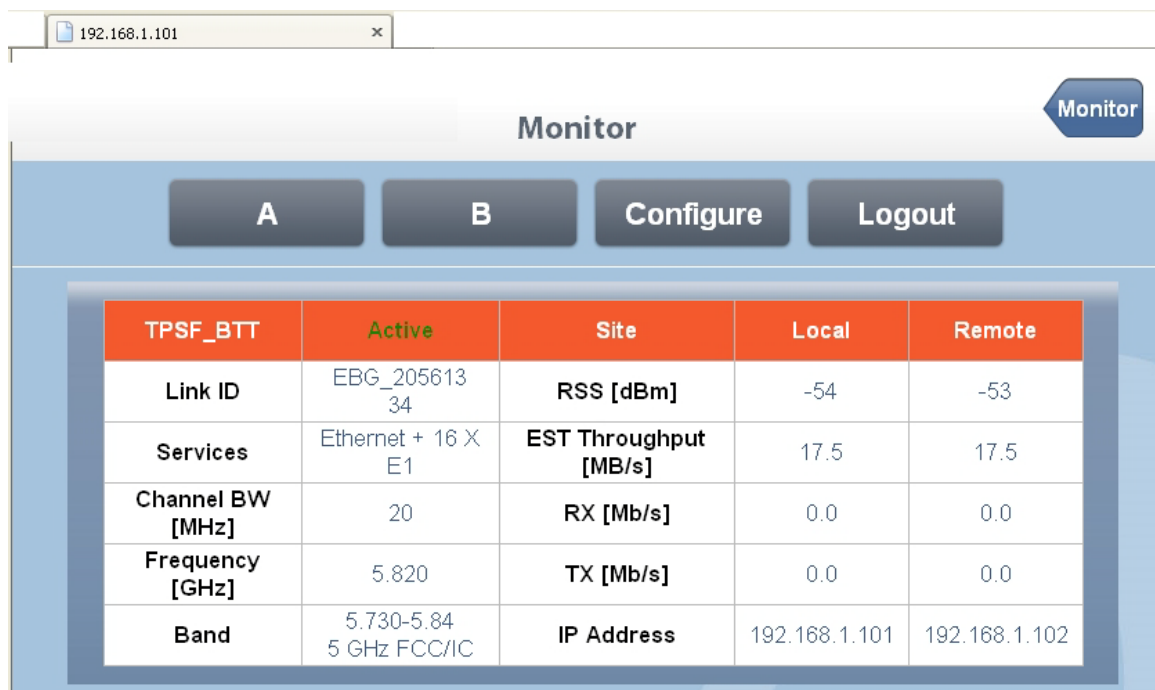 192.168.1.101 ×
Monitor
Monitor
A B Configure Logout
TPSF_BTT Active Site Local Remote
Link ID EBG_205613 34 RSS [dBm] -54 -53
Services Ethernet + 16 X E1 EST Throughput [MB/s] 17.5 17.5
Channel BW [MHz] 20 RX [Mb/s] 0.0 0.0
Frequency [GHz] 5.820 TX [Mb/s] 0.0 0.0
Band 5.730-5.84 5 GHz FCC/IC IP Address 192.168.1.101 192.168.1.102